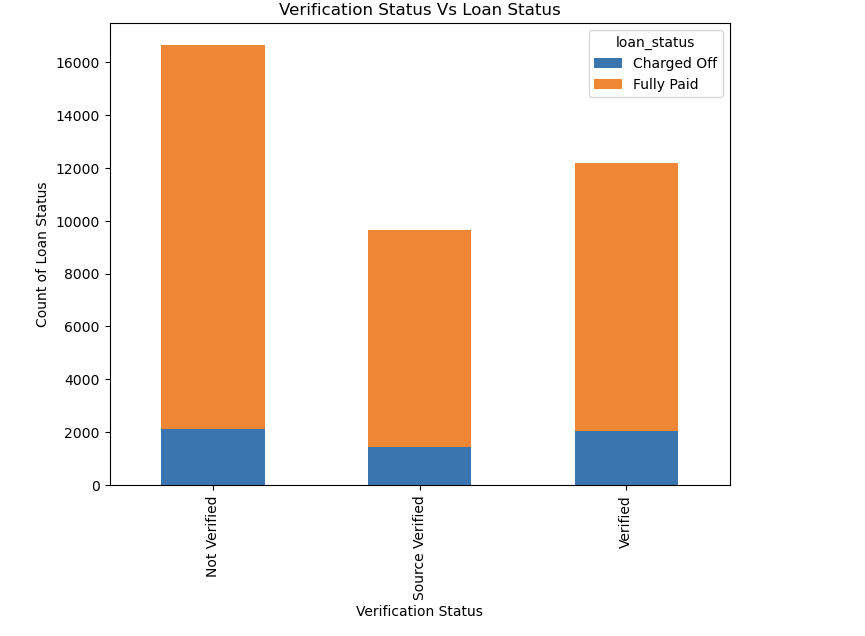 Verification Status Vs Loan Status
loan_status
Charged Off
Fully Paid
16000
14000
12000
10000
8000
6000
4000
2000
0
Count of Loan Status
Not Verified
Source Verified
Verified
Verification Status